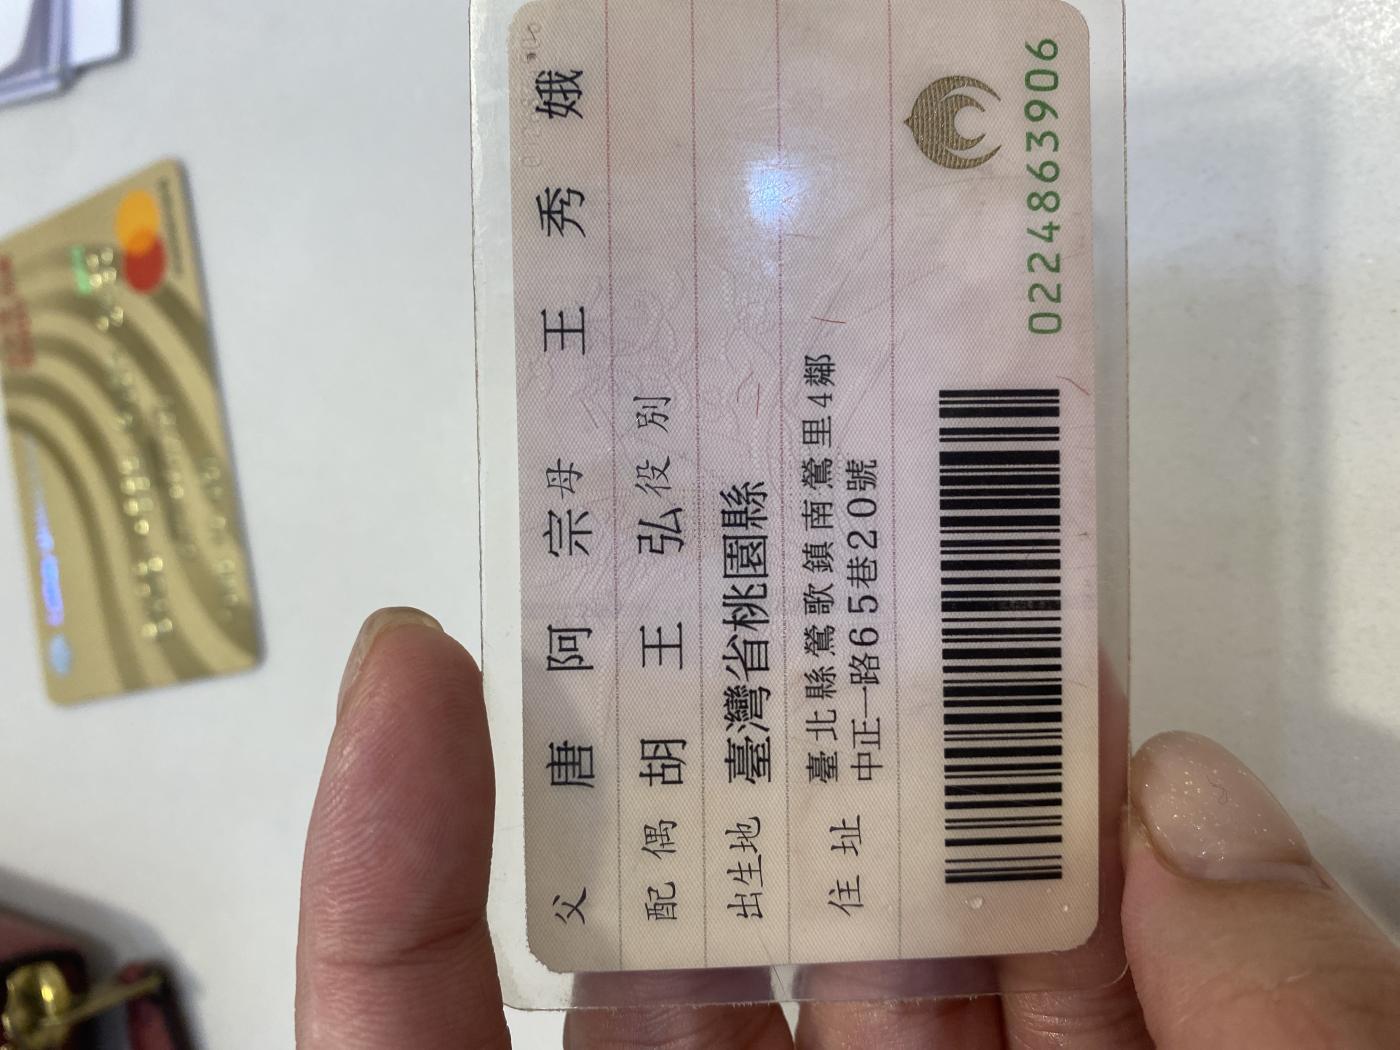 父 唐阿宗 母 王秀娥
配偶 胡王弘 役別
出生地 臺灣省桃園縣
住址 臺北縣鶯歌鎮南鶯里4鄰
中正一路65巷20號
0224863906